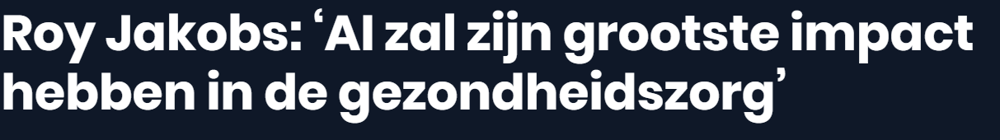 Roy Jakobs: ‘AI zal zijn grootste impact
hebben in de gezondheidszorg’